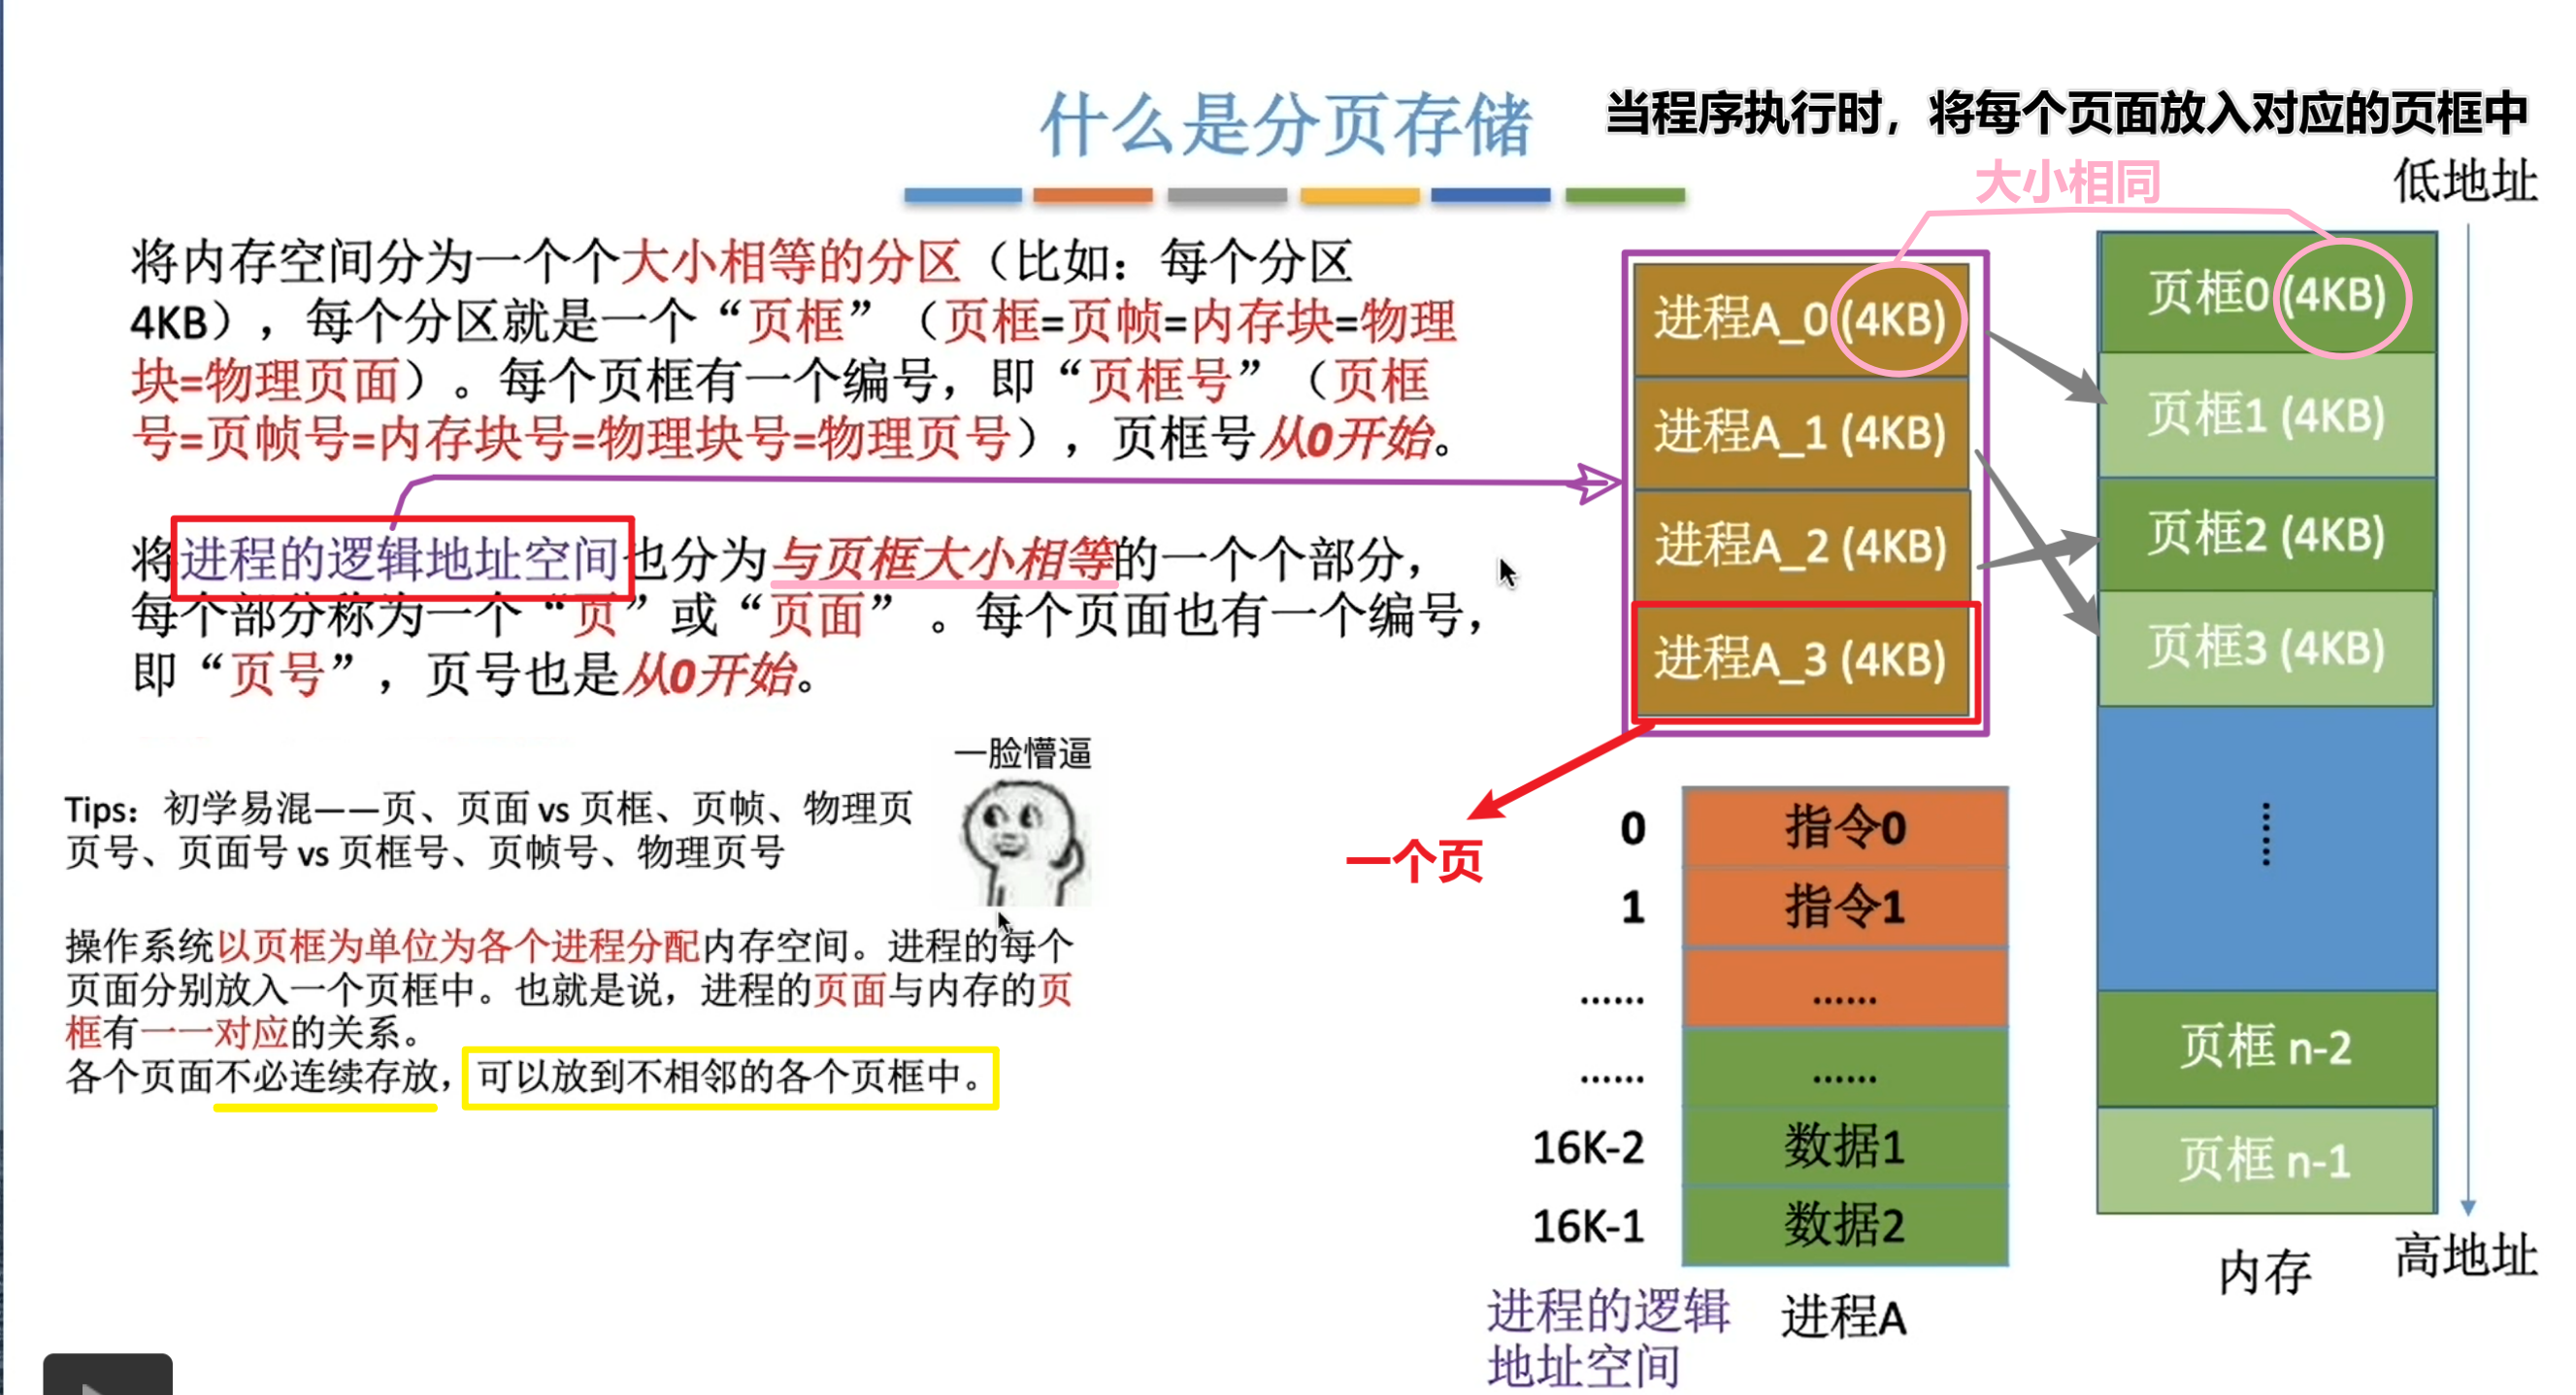 什么是分页存储
当程序执行时，将每个页面放入对应的页框中
大小相同
低地址
将内存空间分为一个个大小相等的分区（比如：每个分区
4KB），每个分区就是一个“页框”（页框=页帧=内存块=物理
块=物理页面）。每个页框有一个编号，即“页框号”（页框
号=页帧号=内存块号=物理块号=物理页号），页框号从0开始。
将进程的逻辑地址空间也分为与页框大小相等的一个个部分，
每个部分称为一个“页”或“页面” 。每个页面也有一个编号，
即“页号”，页号也是从0开始。
Tips：初学易混——页、页面 vs 页框、页帧、物理页
页号、页面号 vs 页框号、页帧号、物理页号
一脸懵逼
操作系统以页框为单位为各个进程分配内存空间。进程的每个
页面分别放入一个页框中。也就是说，进程的页面与内存的页
框有一一对应的关系。
各个页面不必连续存放，可以放到不相邻的各个页框中。
进程A_0 (4KB)
进程A_1 (4KB)
进程A_2 (4KB)
进程A_3 (4KB)
一个页
0 指令0
1 指令1
...... ......
...... ......
16K-2 数据1
16K-1 数据2
进程的逻辑
地址空间
进程A
页框0 (4KB)
页框1 (4KB)
页框2 (4KB)
页框3 (4KB)
......
页框 n-2
页框 n-1
内存
高地址